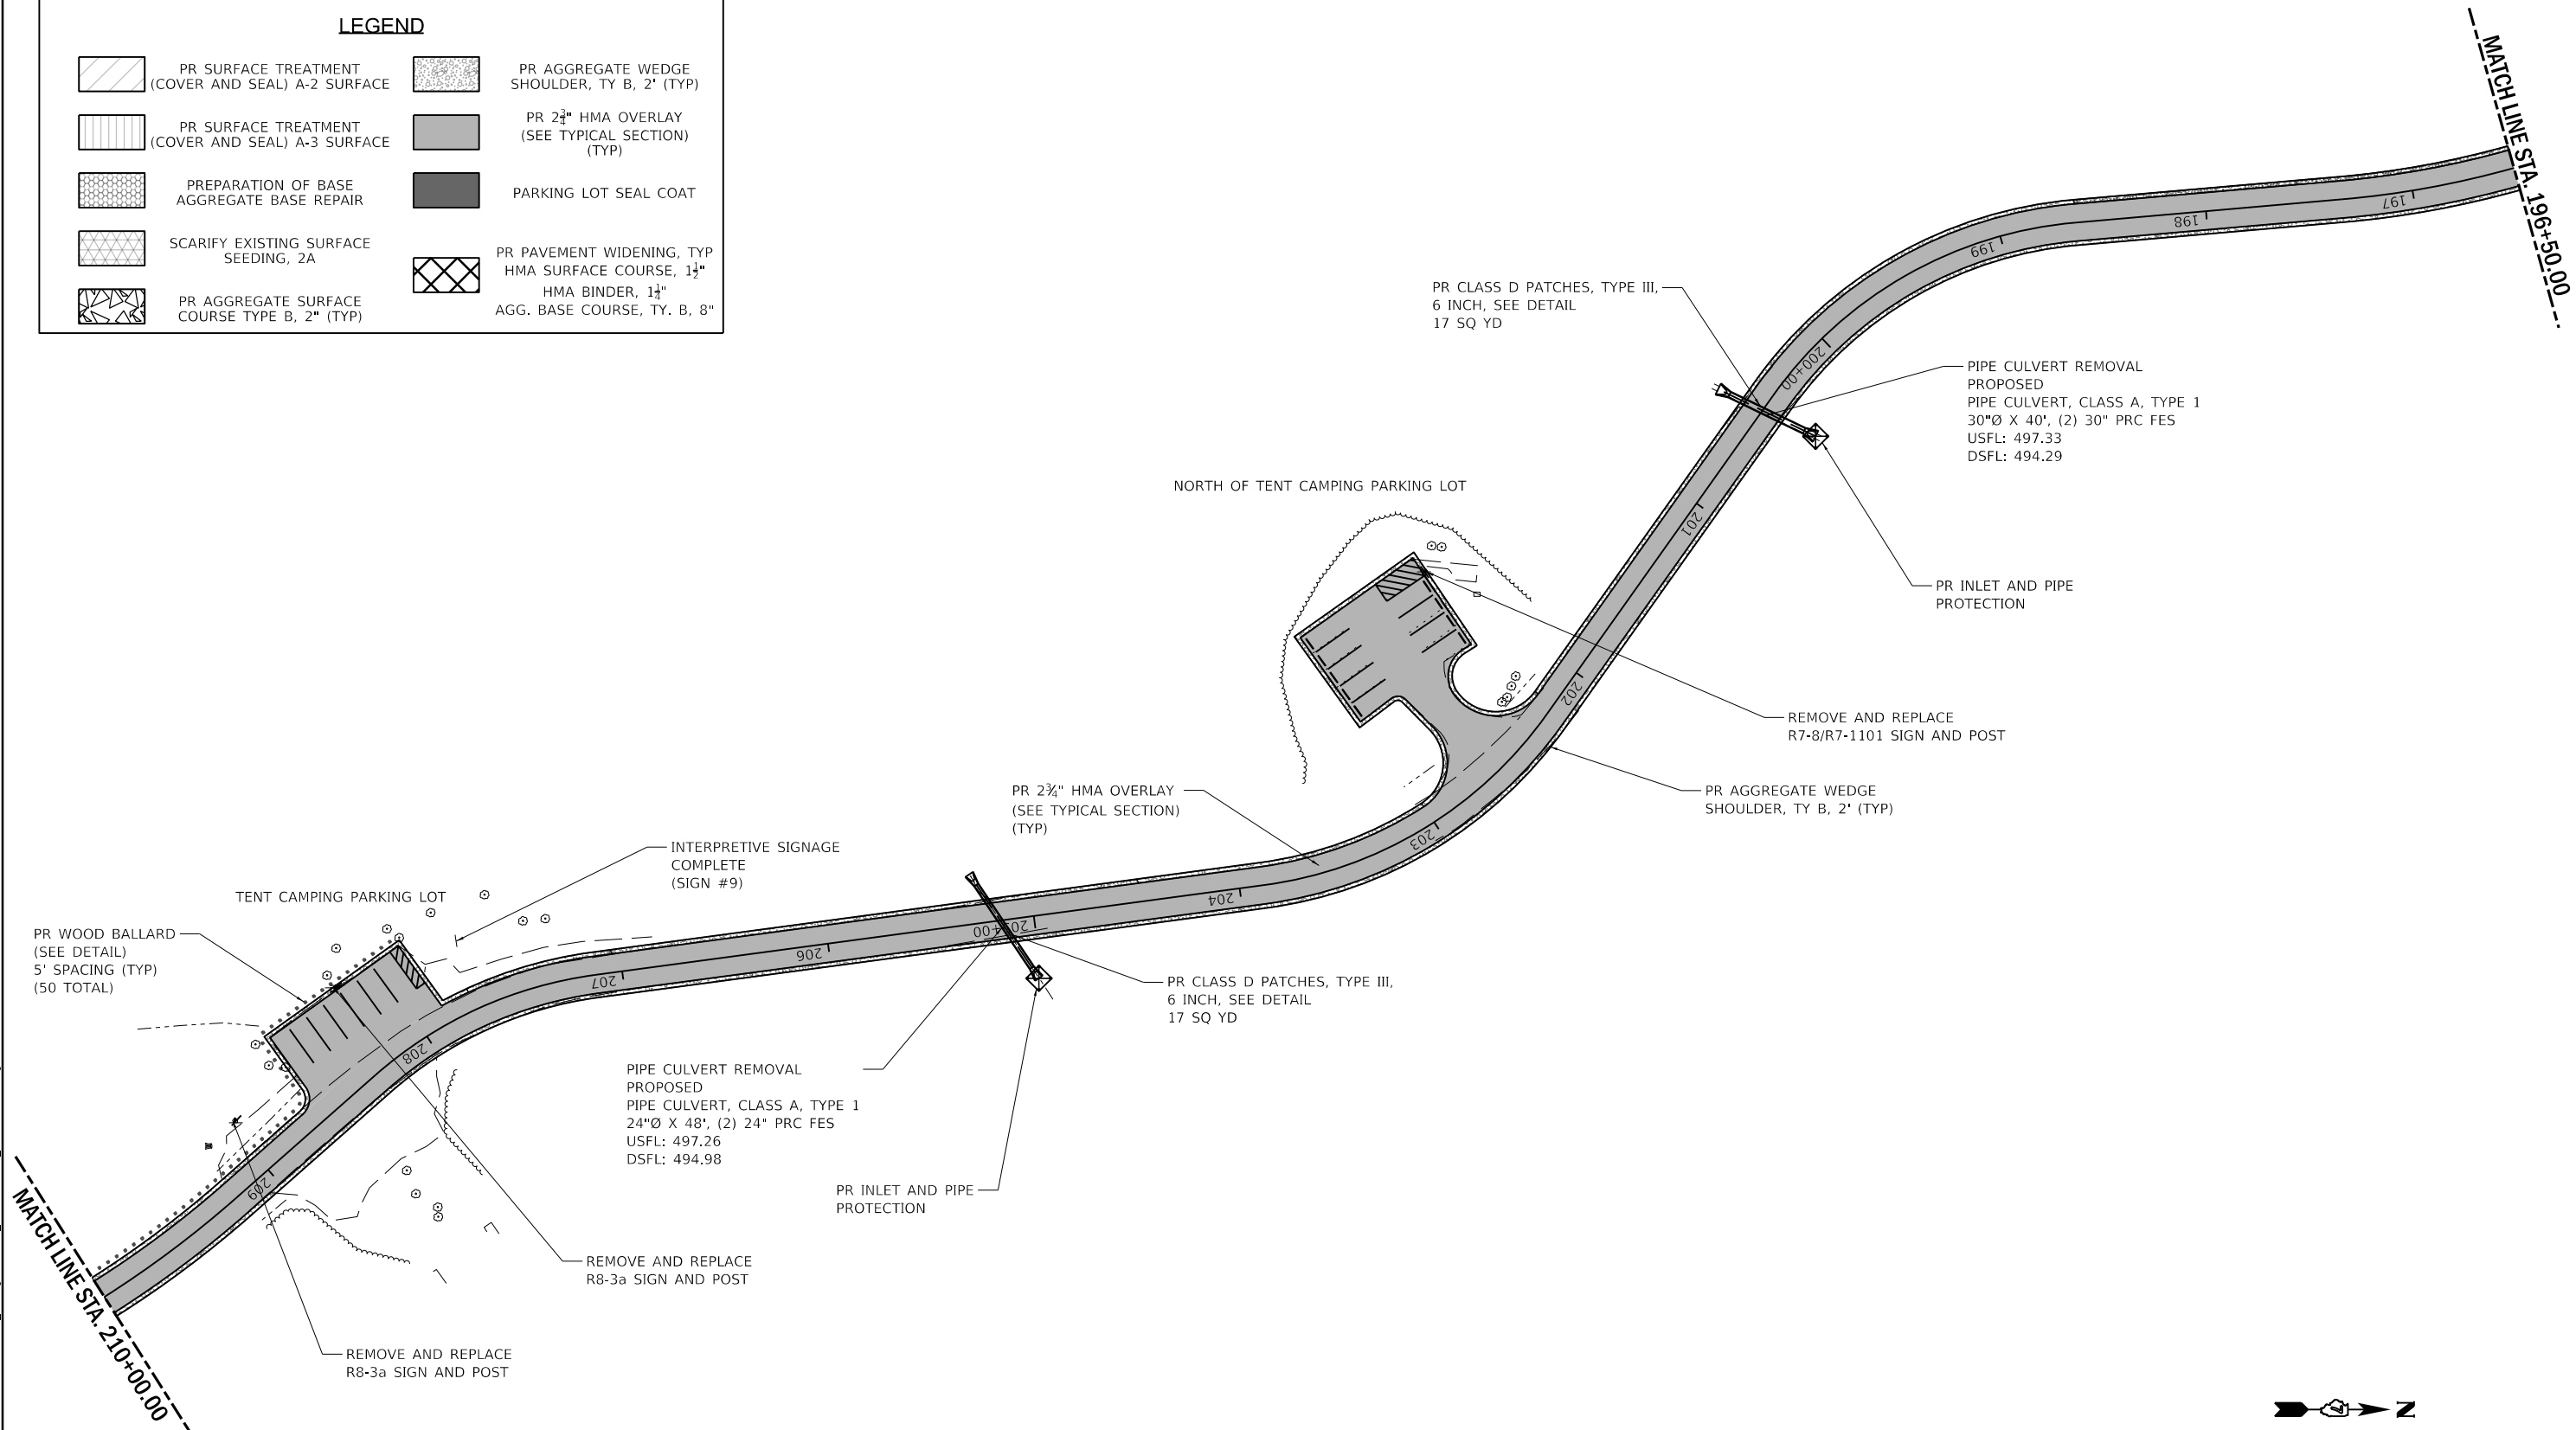 LEGEND
PR SURFACE TREATMENT
(COVER AND SEAL) A-2 SURFACE
PR SURFACE TREATMENT
(COVER AND SEAL) A-3 SURFACE
PREPARATION OF BASE
AGGREGATE BASE REPAIR
SCARIFY EXISTING SURFACE
SEEDING, 2A
PR AGGREGATE SURFACE
COURSE TYPE B, 2" (TYP)
PR AGGREGATE WEDGE
SHOULDER, TY B, 2' (TYP)
PR 2¾" HMA OVERLAY
(SEE TYPICAL SECTION)
(TYP)
PARKING LOT SEAL COAT
PR PAVEMENT WIDENING, TYP
HMA SURFACE COURSE, 1½"
HMA BINDER, 1¼"
AGG. BASE COURSE, TY. B, 8"
MATCH LINE STA. 196+50.00
197
198
199
200+00
201
202
203
204
205+00
206
207
208
209
PR CLASS D PATCHES, TYPE III,
6 INCH, SEE DETAIL
17 SQ YD
PIPE CULVERT REMOVAL
PROPOSED
PIPE CULVERT, CLASS A, TYPE 1
30"Ø X 40', (2) 30" PRC FES
USFL: 497.33
DSFL: 494.29
NORTH OF TENT CAMPING PARKING LOT
PR INLET AND PIPE
PROTECTION
REMOVE AND REPLACE
R7-8/R7-1101 SIGN AND POST
PR AGGREGATE WEDGE
SHOULDER, TY B, 2' (TYP)
PR 2¾" HMA OVERLAY
(SEE TYPICAL SECTION)
(TYP)
INTERPRETIVE SIGNAGE
COMPLETE
(SIGN #9)
TENT CAMPING PARKING LOT
PR WOOD BALLARD
(SEE DETAIL)
5' SPACING (TYP)
(50 TOTAL)
PR CLASS D PATCHES, TYPE III,
6 INCH, SEE DETAIL
17 SQ YD
PIPE CULVERT REMOVAL
PROPOSED
PIPE CULVERT, CLASS A, TYPE 1
24"Ø X 48', (2) 24" PRC FES
USFL: 497.26
DSFL: 494.98
PR INLET AND PIPE
PROTECTION
REMOVE AND REPLACE
R8-3a SIGN AND POST
REMOVE AND REPLACE
R8-3a SIGN AND POST
MATCH LINE STA. 210+00.00
N